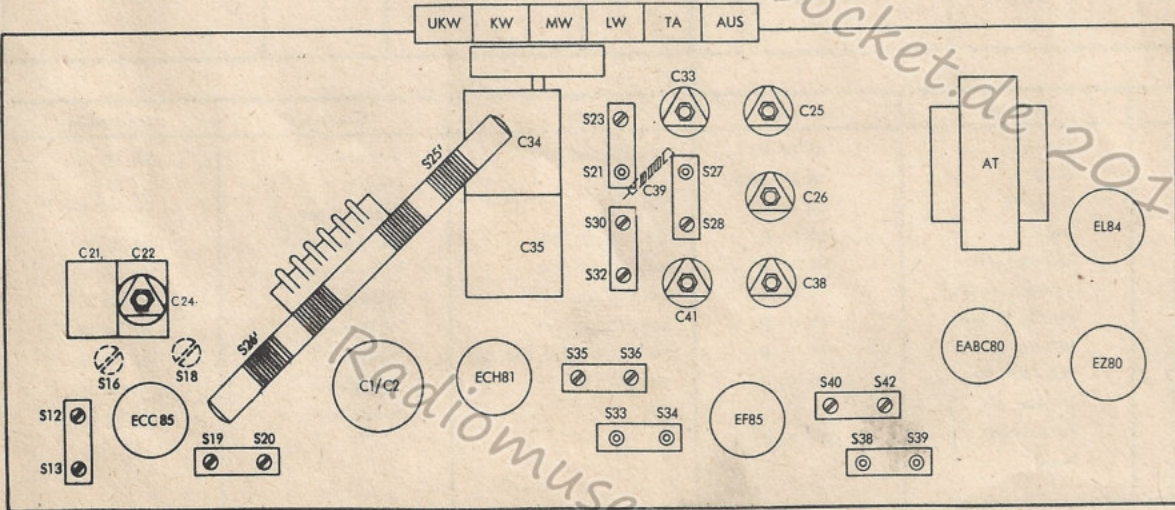 UKW KW MW LW TA AUS
ocket.de 201
C33
C25
S23
C34
S25'
AT
S21
S27
C39
C26
S30
S28
EL84
C35
C21, C22
S32
C38
C24
C41
S26'
EABC80
S16
S18
ECH81
S35 S36
EZ80
C1/C2
S40 S42
S12
ECC85
S33 S34
EF85
S19 S20
S38 S39
S13
Radiomuse